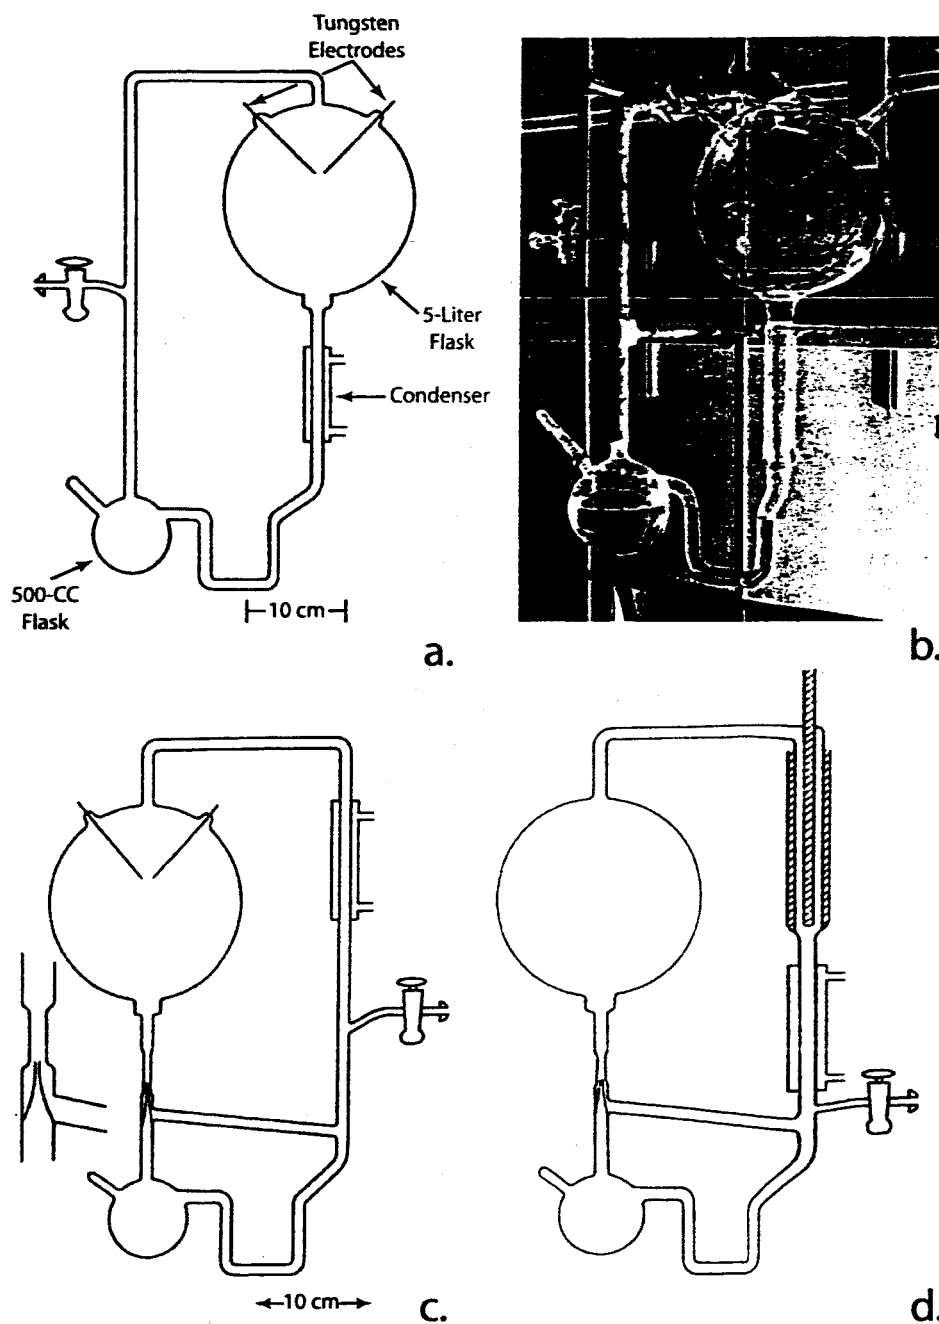 Tungsten
Electrodes
5-Liter
Flask
Condenser
500-CC
Flask
10 cm
a.
b.
10 cm
c.
d.